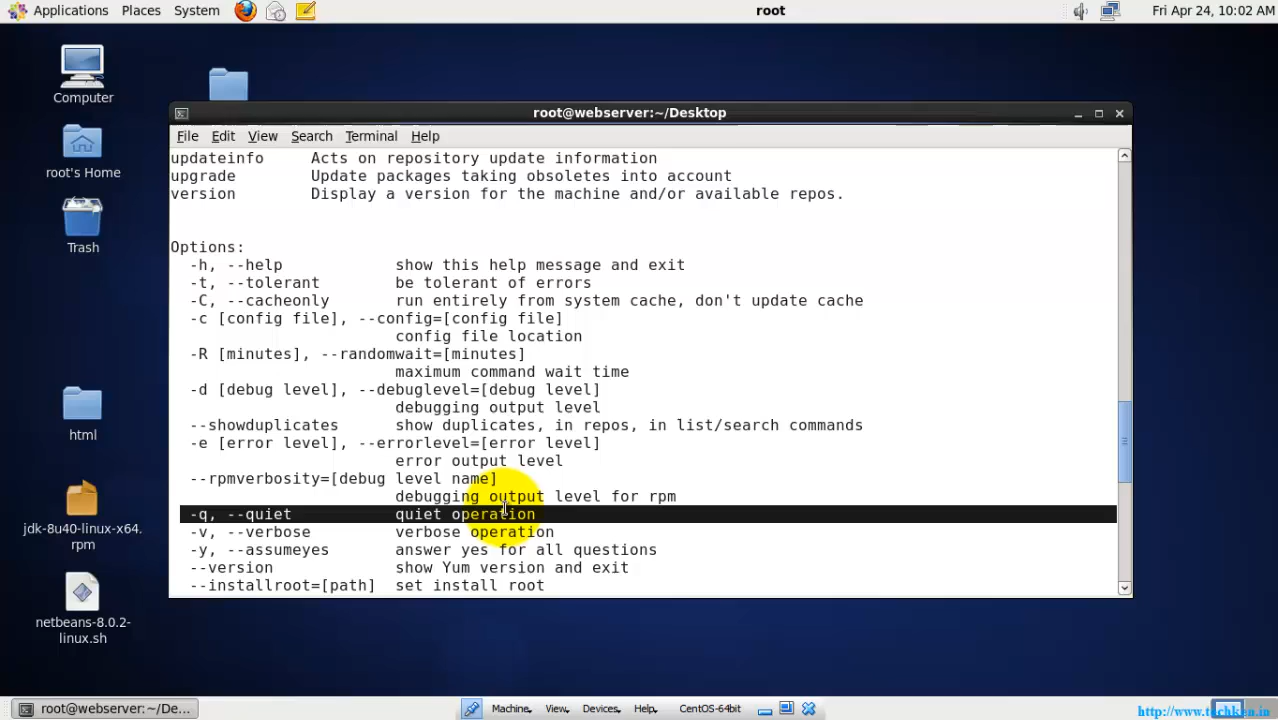 Applications Places System root Fri Apr 24, 10:02 AM
Computer
root's Home
Trash
html
jdk-8u40-linux-x64.
rpm
netbeans-8.0.2-
linux.sh
root@webserver:~/Desktop
File Edit View Search Terminal Help
updateinfo Acts on repository update information
upgrade Update packages taking obsoletes into account
version Display a version for the machine and/or available repos.
Options:
-h, --help show this help message and exit
-t, --tolerant be tolerant of errors
-C, --cacheonly run entirely from system cache, don't update cache
-c [config file], --config=[config file]
config file location
-R [minutes], --randomwait=[minutes]
maximum command wait time
-d [debug level], --debuglevel=[debug level]
debugging output level
--showduplicates show duplicates, in repos, in list/search commands
-e [error level], --errorlevel=[error level]
error output level
--rpmverbosity=[debug level name]
debugging output level for rpm
-q, --quiet quiet operation
-v, --verbose verbose operation
-y, --assumeyes answer yes for all questions
--version show Yum version and exit
--installroot=[path] set install root
root@webserver:~/De... Machine View Devices Help CentOS-64bit http://www.techken.in